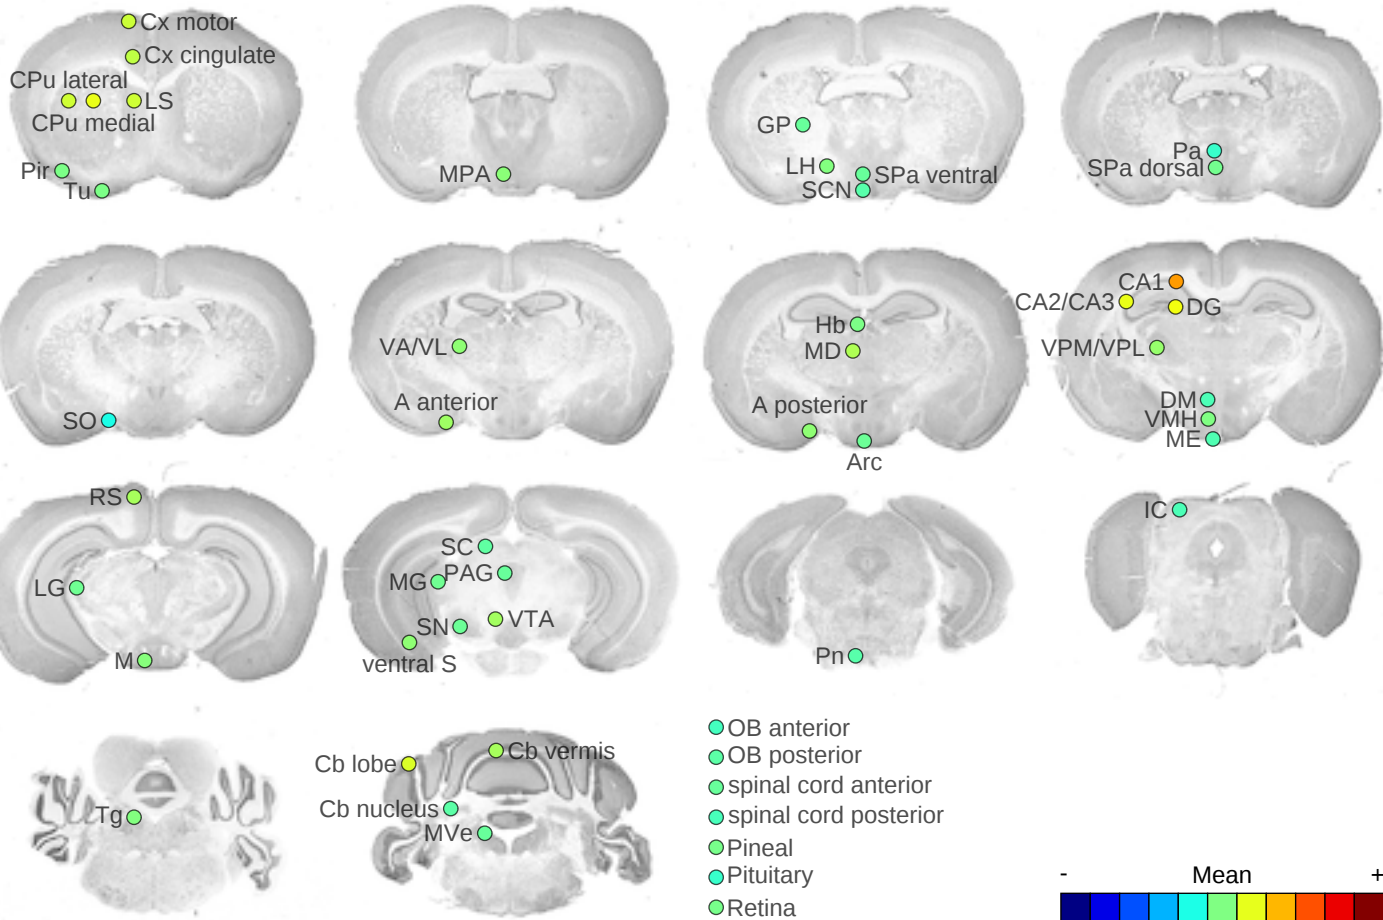 Cx motor
Cx cingulate
CPu lateral
LS
CPu medial
Pir
Tu
MPA
GP
LH
SPa ventral
SCN
Pa
SPa dorsal
SO
VA/VL
A anterior
Hb
MD
A posterior
Arc
CA1
CA2/CA3
DG
VPM/VPL
DM
VMH
ME
RS
LG
M
SC
MG
PAG
SN
VTA
ventral S
Pn
IC
Tg
Cb lobe
Cb vermis
Cb nucleus
MVe
OB anterior
OB posterior
spinal cord anterior
spinal cord posterior
Pineal
Pituitary
Retina
- Mean +